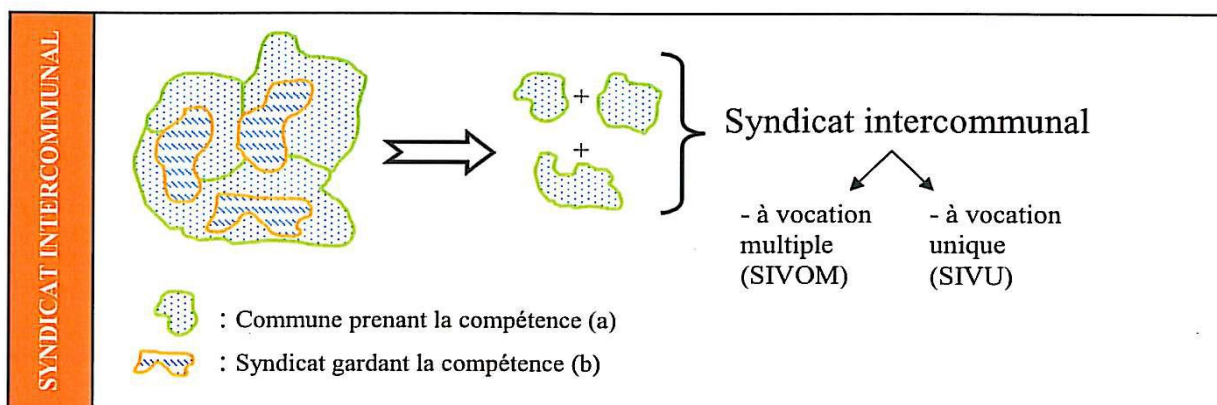 SYNDICAT INTERCOMMUNAL
+
+
Syndicat intercommunal
- à vocation
multiple
(SIVOM)
- à vocation
unique
(SIVU)
: Commune prenant la compétence (a)
: Syndicat gardant la compétence (b)